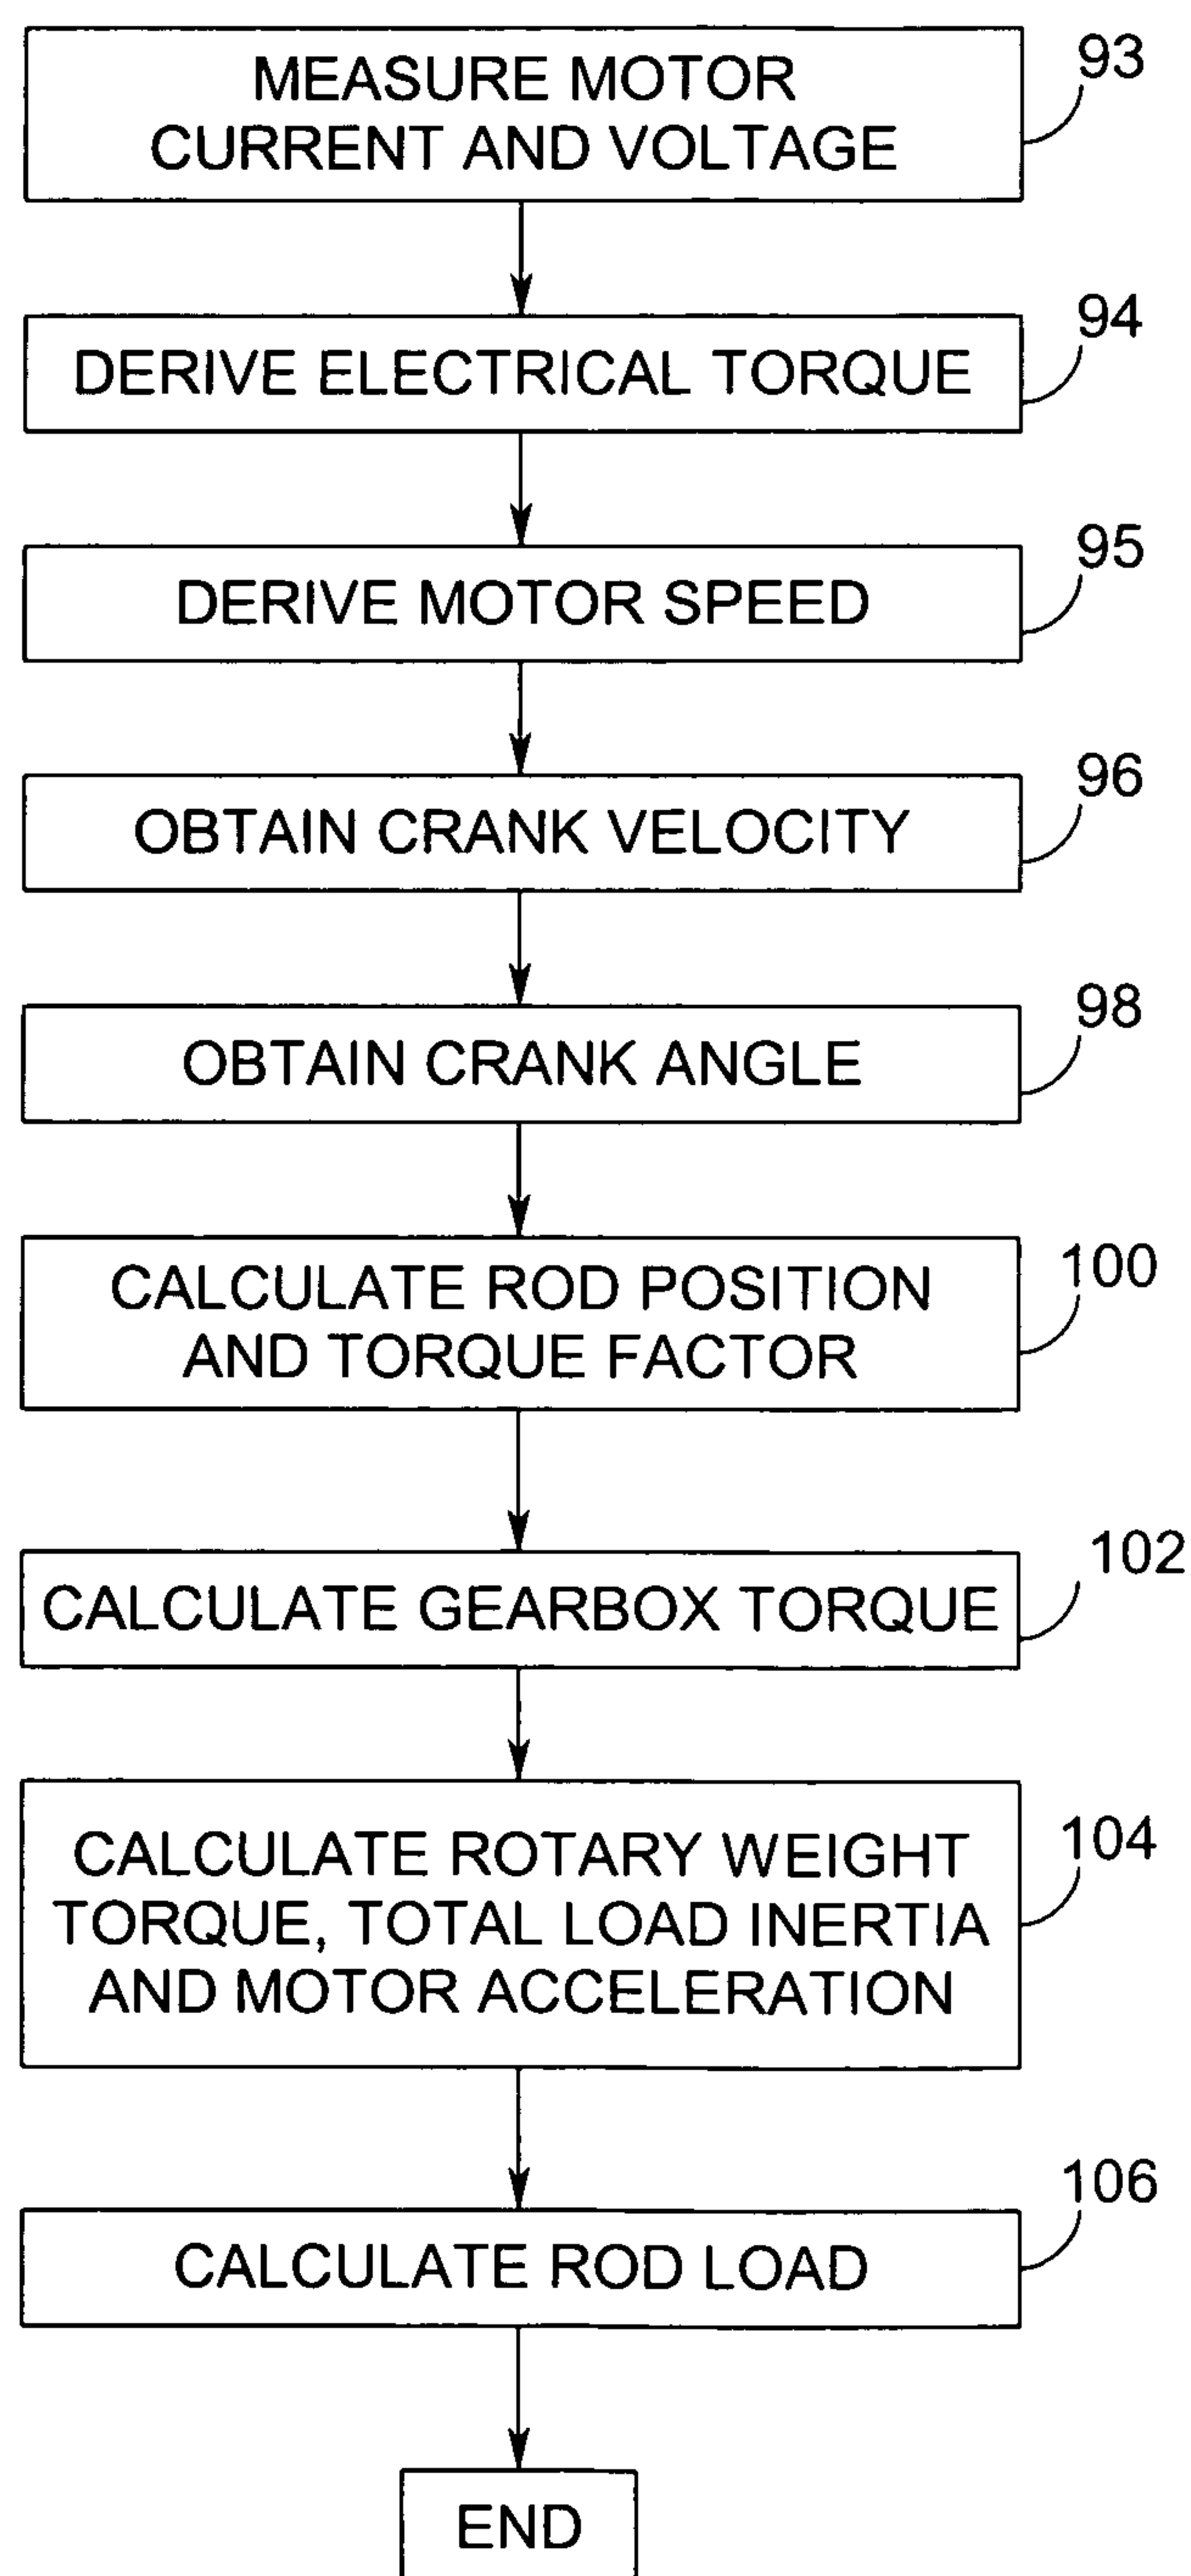 MEASURE MOTOR
CURRENT AND VOLTAGE
93
DERIVE ELECTRICAL TORQUE
94
DERIVE MOTOR SPEED
95
OBTAIN CRANK VELOCITY
96
OBTAIN CRANK ANGLE
98
CALCULATE ROD POSITION
AND TORQUE FACTOR
100
CALCULATE GEARBOX TORQUE
102
CALCULATE ROTARY WEIGHT
TORQUE, TOTAL LOAD INERTIA
AND MOTOR ACCELERATION
104
CALCULATE ROD LOAD
106
END